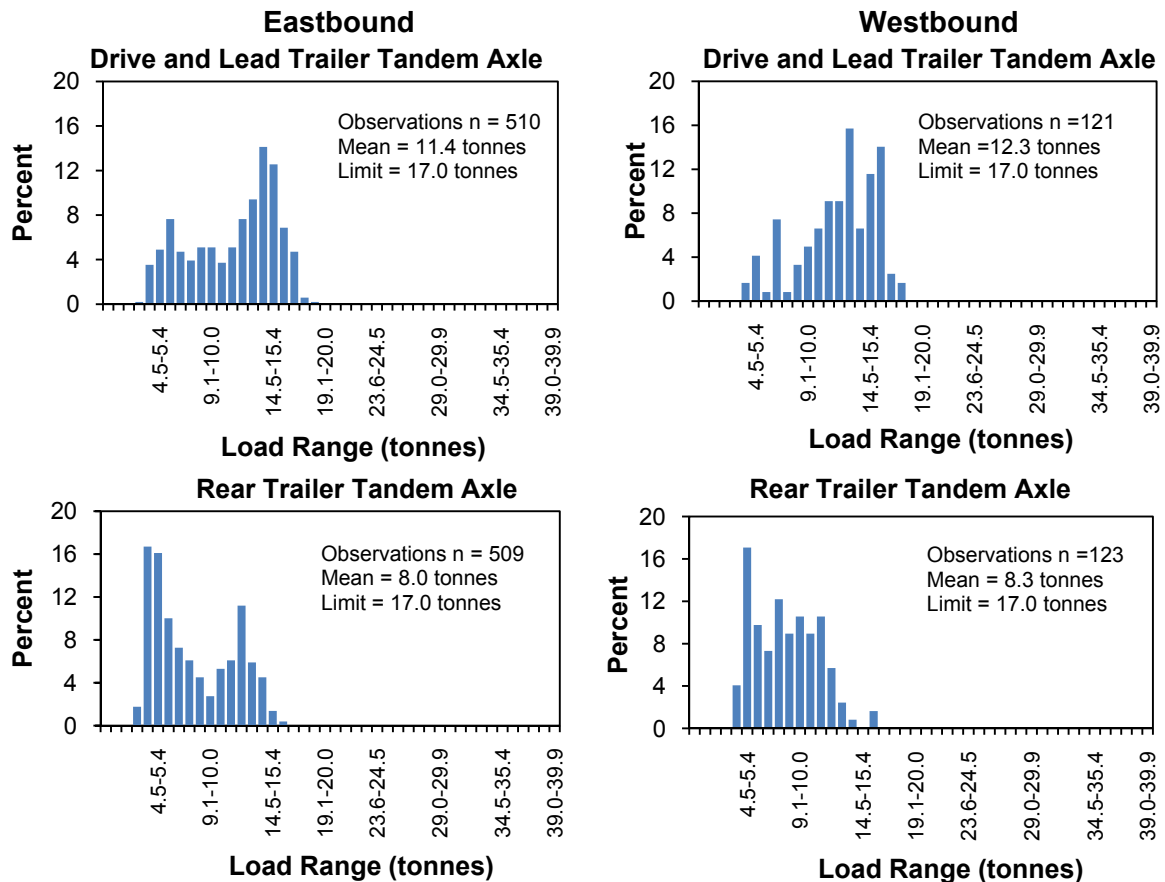 Eastbound
Drive and Lead Trailer Tandem Axle
20
16
12
8
4
0
Percent
Observations n = 510
Mean = 11.4 tonnes
Limit = 17.0 tonnes
4.5-5.4
9.1-10.0
14.5-15.4
19.1-20.0
23.6-24.5
29.0-29.9
34.5-35.4
39.0-39.9
Load Range (tonnes)
Westbound
Drive and Lead Trailer Tandem Axle
20
16
12
8
4
0
Percent
Observations n =121
Mean =12.3 tonnes
Limit = 17.0 tonnes
4.5-5.4
9.1-10.0
14.5-15.4
19.1-20.0
23.6-24.5
29.0-29.9
34.5-35.4
39.0-39.9
Load Range (tonnes)
Rear Trailer Tandem Axle
20
16
12
8
4
0
Percent
Observations n = 509
Mean = 8.0 tonnes
Limit = 17.0 tonnes
4.5-5.4
9.1-10.0
14.5-15.4
19.1-20.0
23.6-24.5
29.0-29.9
34.5-35.4
39.0-39.9
Load Range (tonnes)
Rear Trailer Tandem Axle
20
16
12
8
4
0
Percent
Observations n =123
Mean = 8.3 tonnes
Limit = 17.0 tonnes
4.5-5.4
9.1-10.0
14.5-15.4
19.1-20.0
23.6-24.5
29.0-29.9
34.5-35.4
39.0-39.9
Load Range (tonnes)